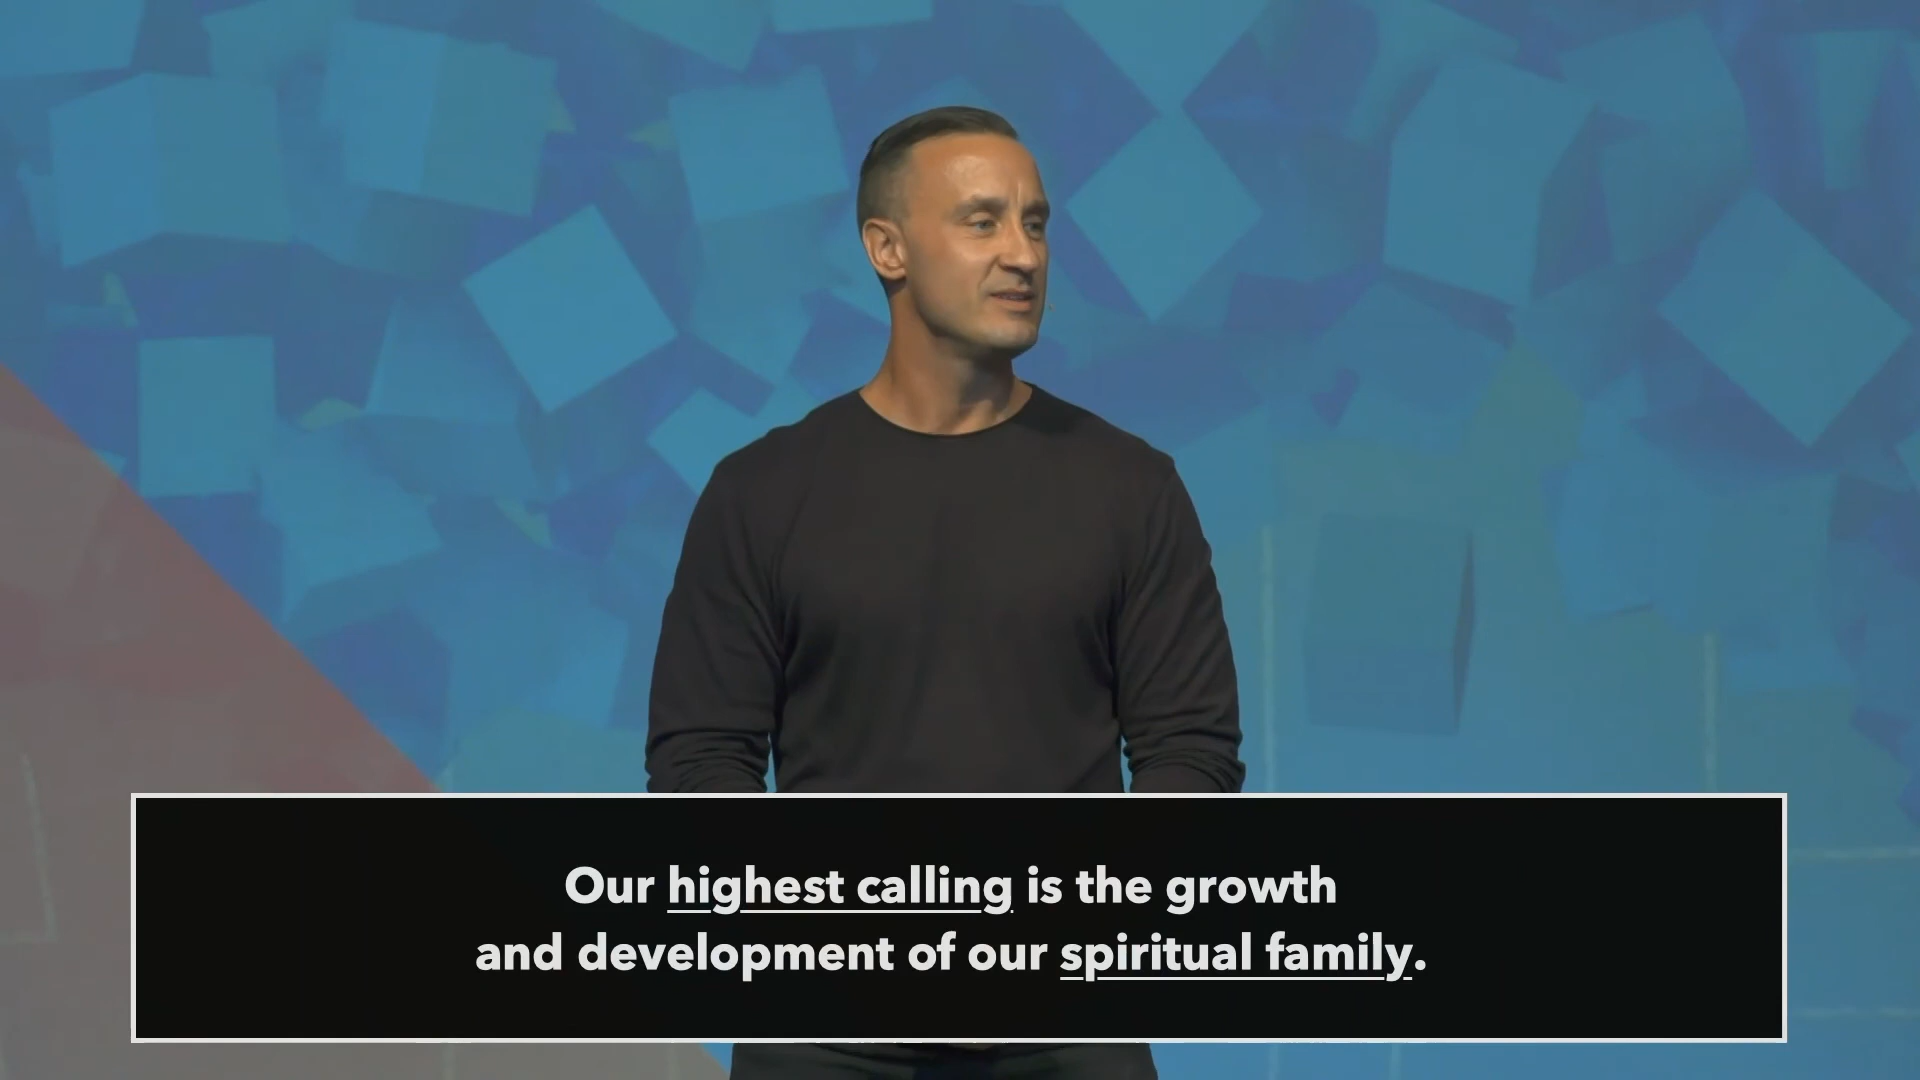 Our highest calling is the growth
and development of our spiritual family.